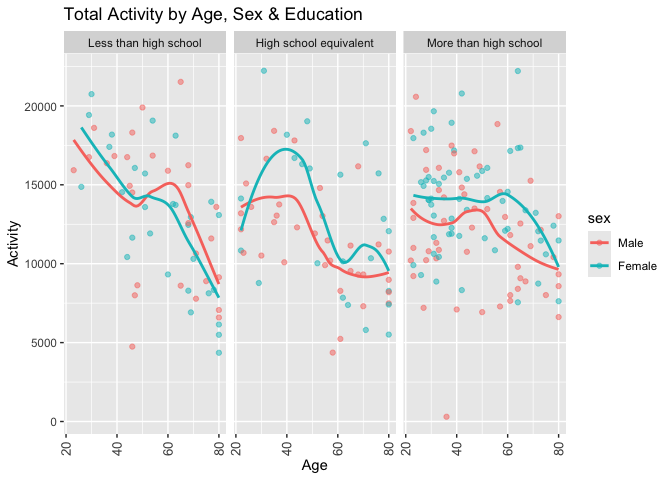 Total Activity by Age, Sex & Education
Less than high school
High school equivalent
More than high school
20000
15000
10000
5000
0
Activity
20 40 60 80 20 40 60 80 20 40 60 80
Age
sex
Male
Female